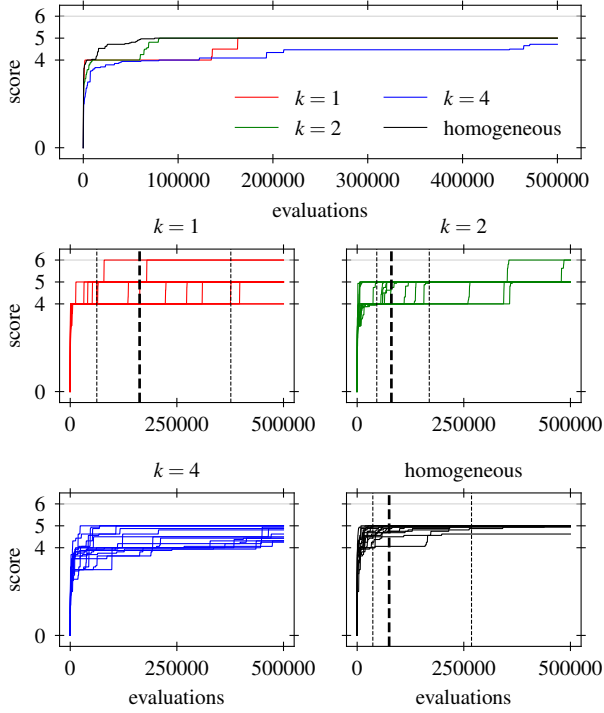 6
5
4
0
score
k = 1
k = 2
k = 4
homogeneous
0 100000 200000 300000 400000 500000
evaluations
k = 1
k = 2
6
5
4
0
score
6
5
4
0
0 250000 500000
0 250000 500000
evaluations
k = 4
homogeneous
6
5
4
0
score
6
5
4
0
0 250000 500000
0 250000 500000
evaluations
evaluations